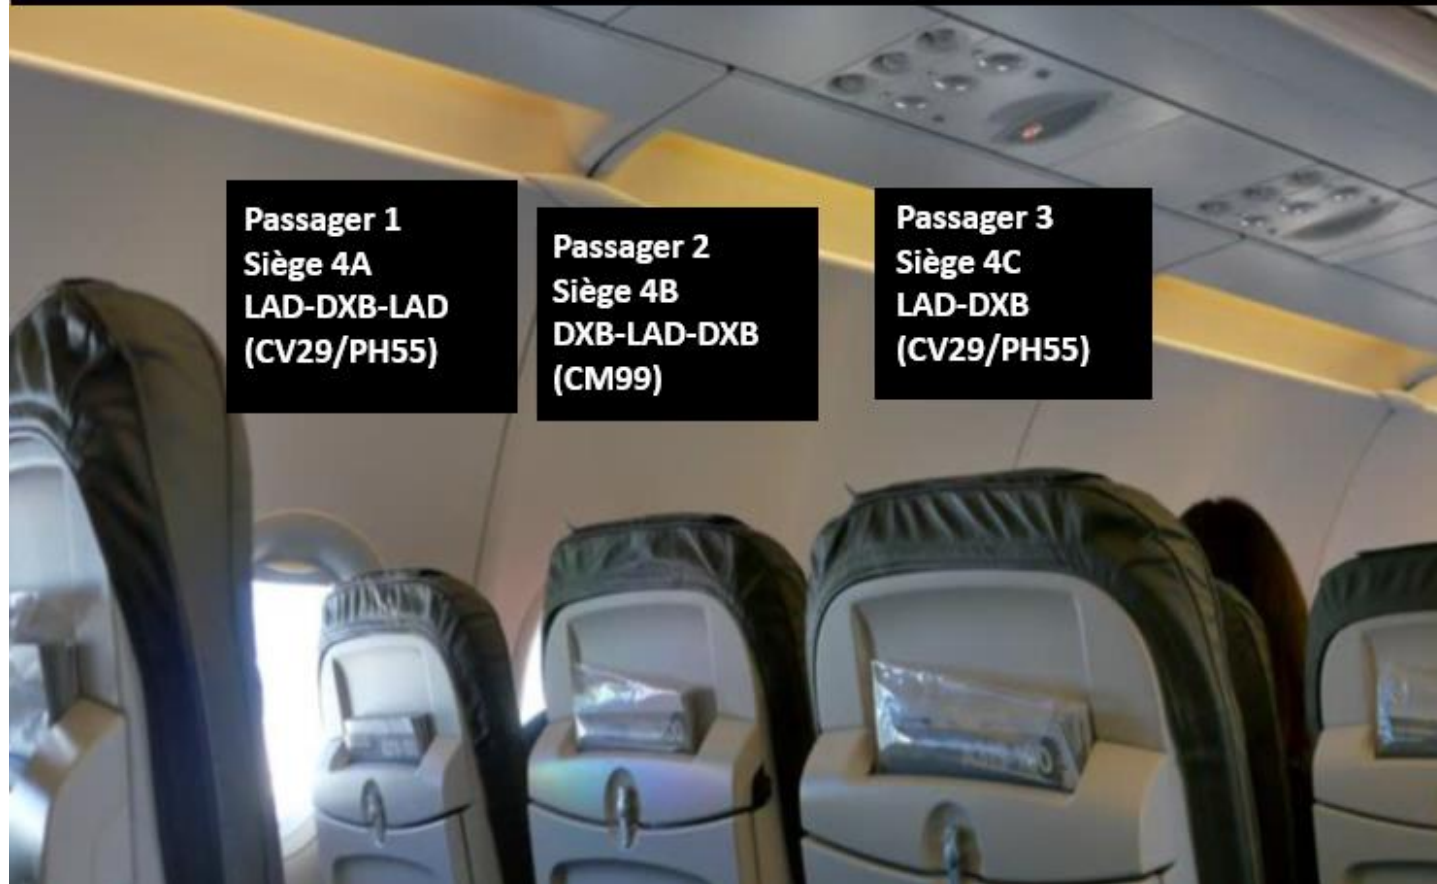 Passager 1
Siège 4A
LAD-DXB-LAD
(CV29/PH55)
Passager 2
Siège 4B
DXB-LAD-DXB
(CM99)
Passager 3
Siège 4C
LAD-DXB
(CV29/PH55)